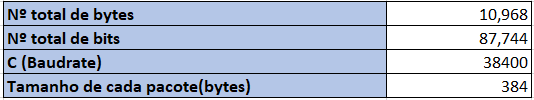 Nº total de bytes 10,968
Nº total de bits 87,744
C (Baudrate) 38400
Tamanho de cada pacote(bytes) 384